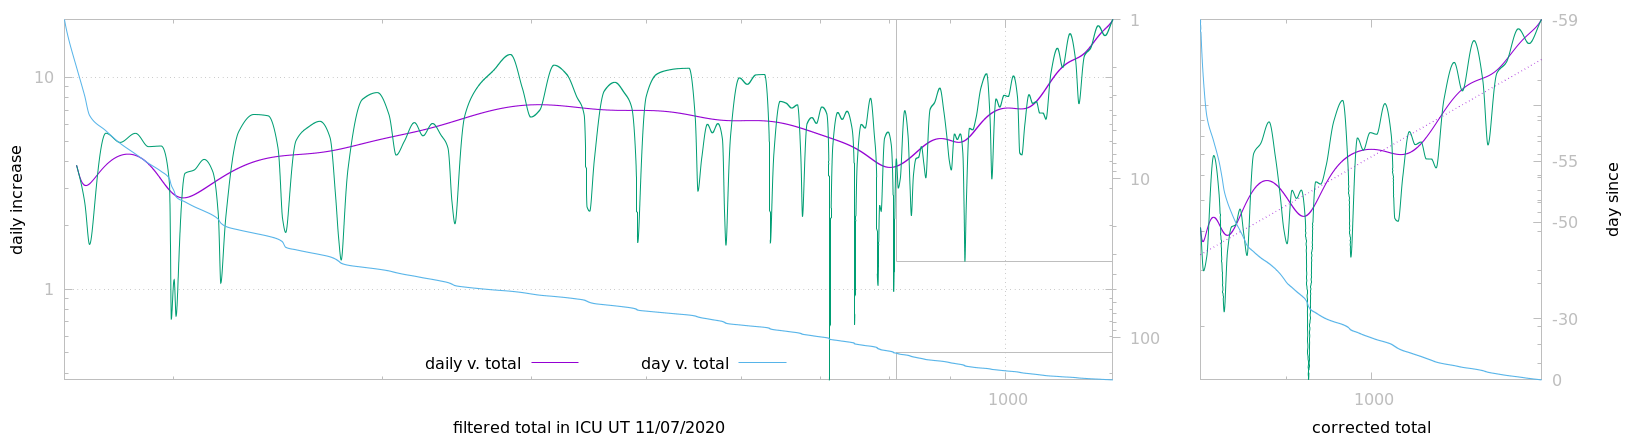 daily increase
10
1
daily v. total
day v. total
1
10
100
1000
filtered total in ICU UT 11/07/2020
-59
-55
-50
-30
0
day since
1000
corrected total